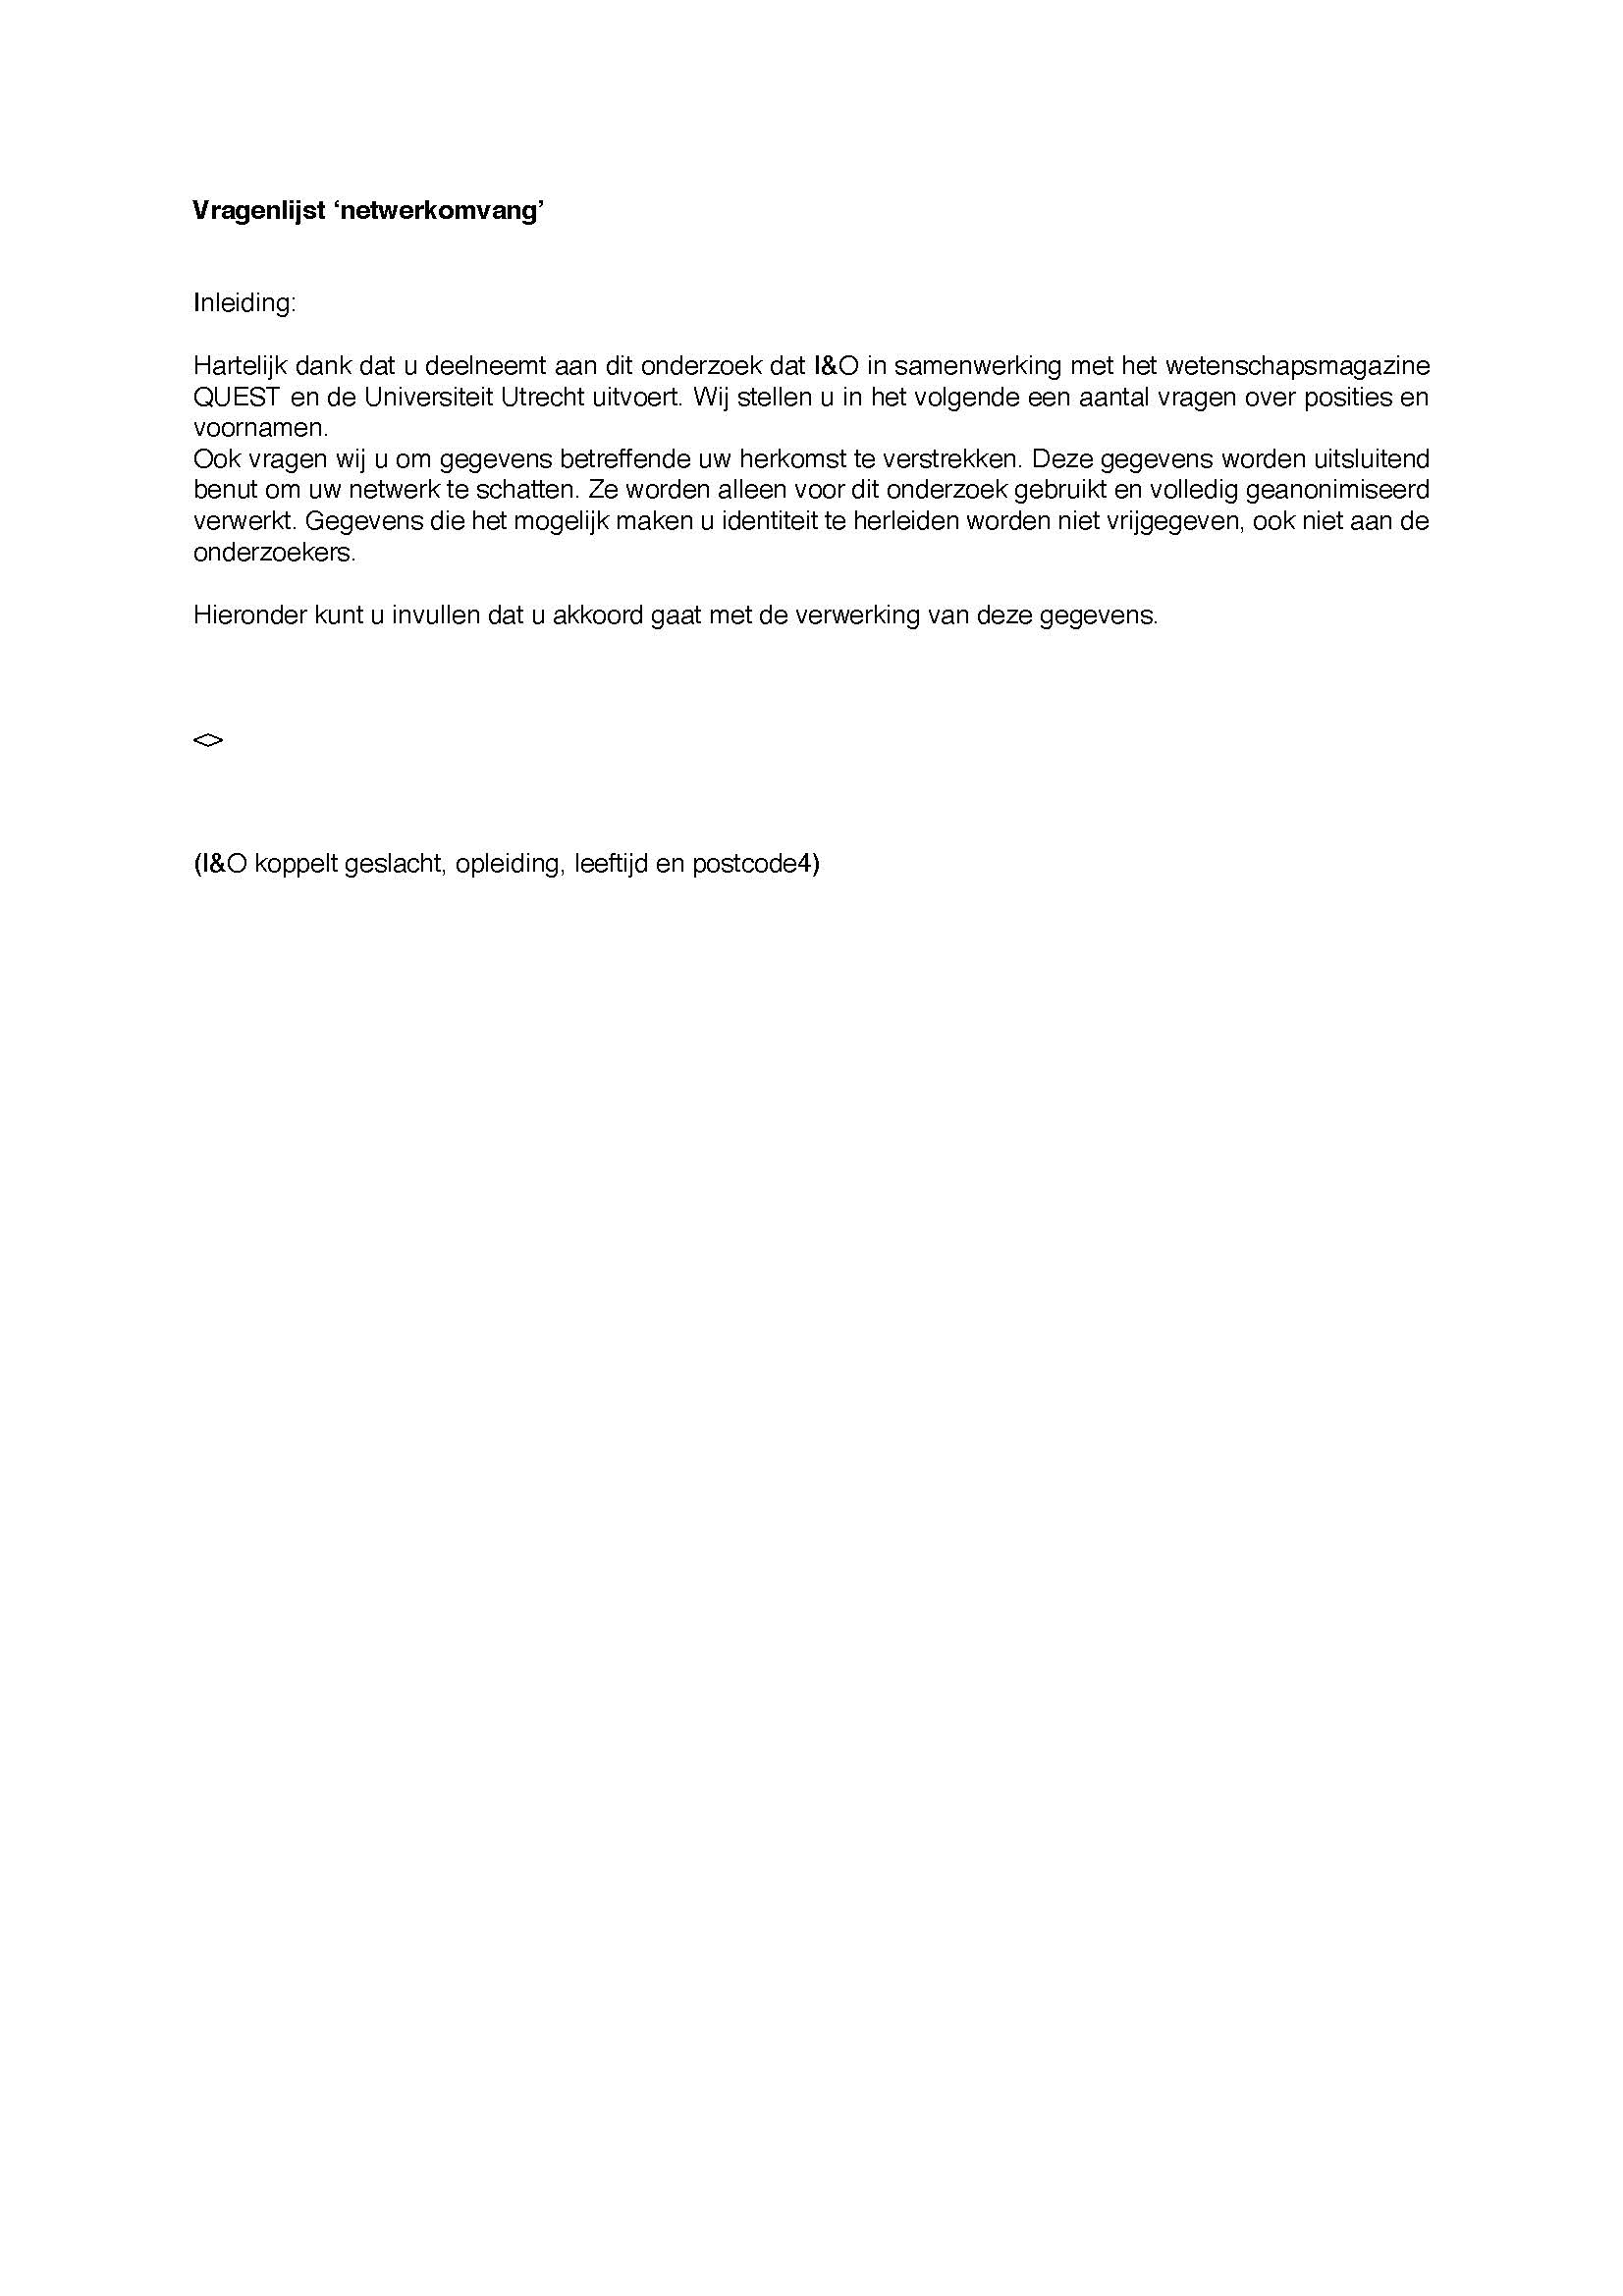 Vragenlijst ‘netwerkomvang’
Inleiding:
Hartelijk dank dat u deelneemt aan dit onderzoek dat I&O in samenwerking met het wetenschapsmagazine
QUEST en de Universiteit Utrecht uitvoert. Wij stellen u in het volgende een aantal vragen over posities en
voornamen.
Ook vragen wij u om gegevens betreffende uw herkomst te verstrekken. Deze gegevens worden uitsluitend
benut om uw netwerk te schatten. Ze worden alleen voor dit onderzoek gebruikt en volledig geanonimiseerd
verwerkt. Gegevens die het mogelijk maken u identiteit te herleiden worden niet vrijgegeven, ook niet aan de
onderzoekers.
Hieronder kunt u invullen dat u akkoord gaat met de verwerking van deze gegevens.
<>
(I&O koppelt geslacht, opleiding, leeftijd en postcode4)